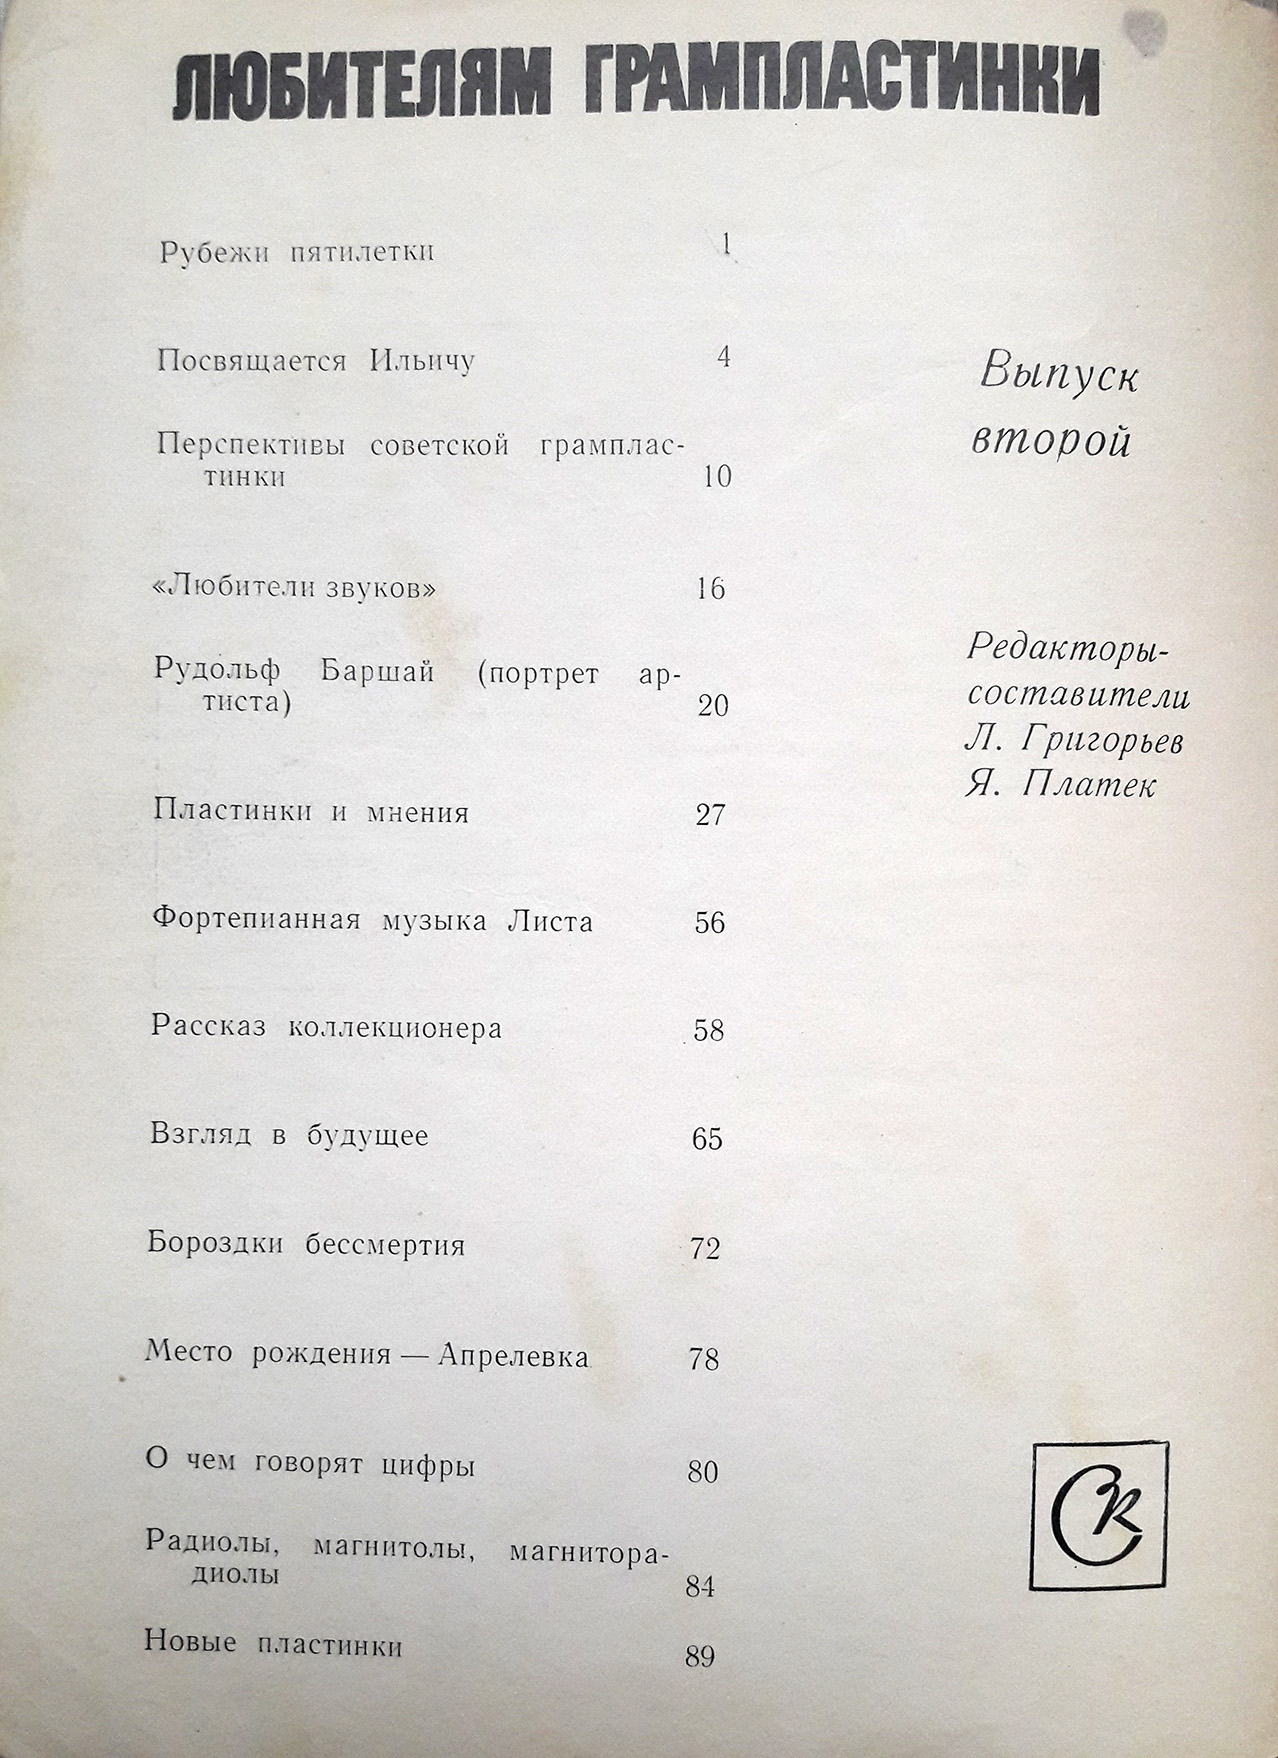 ЛЮБИТЕЛЯМ ГРАМПЛАСТИНКИ
Рубежи пятилетки 1
Посвящается Ильичу 4
Перспективы советской граммплас-
тинки 10
«Любители звуков» 16
Рудольф Баршай (портрет ар-
тиста) 20
Пластинки и мнения 27
Фортепианная музыка Листа 56
Рассказ коллекционера 58
Взгляд в будущее 65
Бороздки бессмертия 72
Место рождения — Апрелевка 78
О чем говорят цифры 80
Радиолы, магнитолы, магнитора-
диолы 84
Новые пластинки 89
Выпуск
второй
Редакторы-
составители
Л. Григорьев
Я. Платек
СК